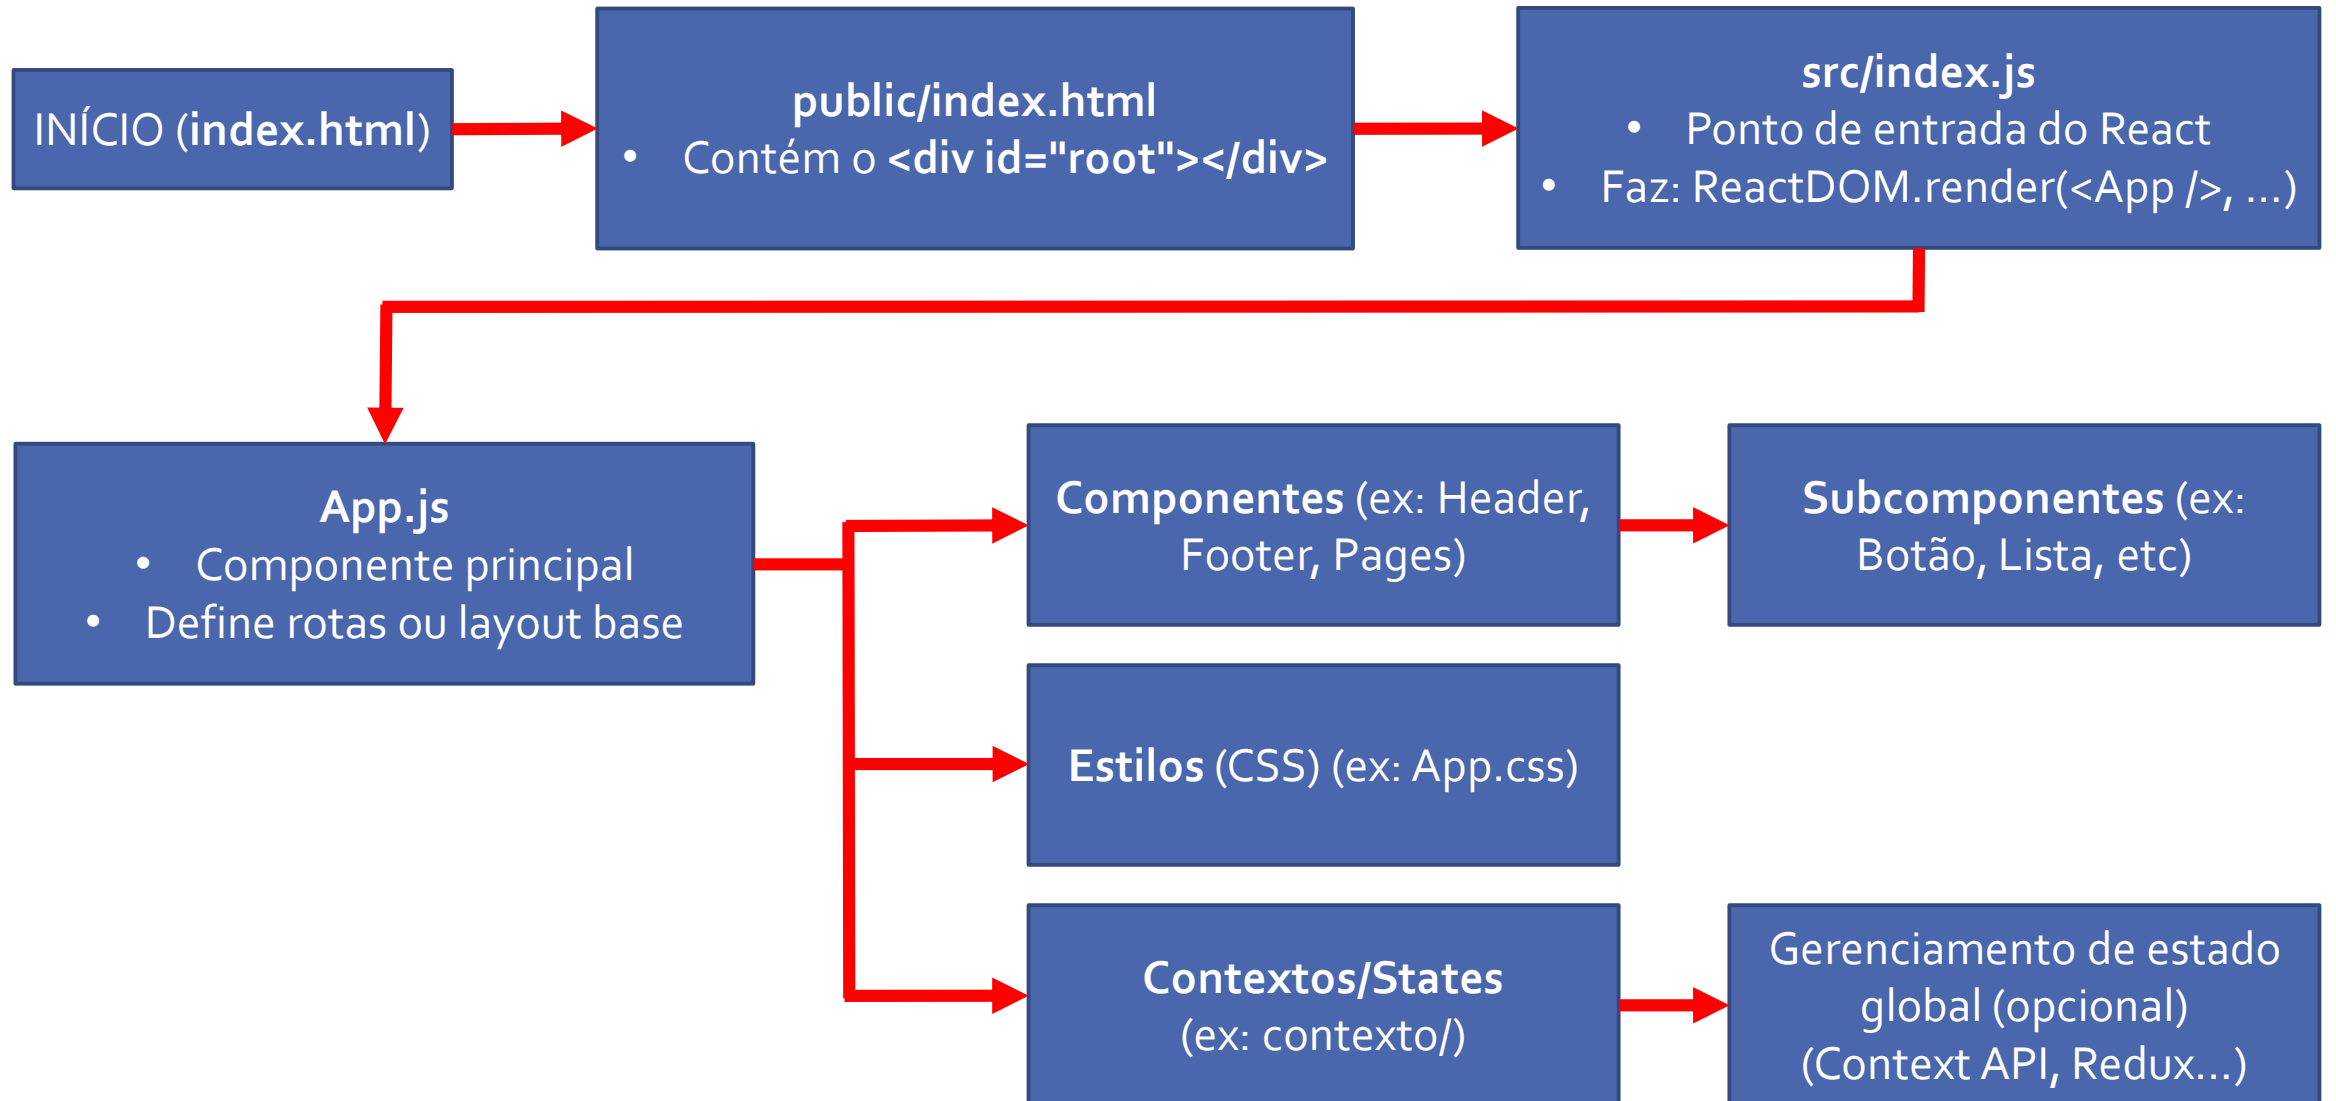 INÍCIO (index.html)
public/index.html
• Contém o <div id="root"></div>
src/index.js
• Ponto de entrada do React
• Faz: ReactDOM.render(<App />, ...)
App.js
• Componente principal
• Define rotas ou layout base
Componentes (ex: Header,
Footer, Pages)
Subcomponentes (ex:
Botão, Lista, etc)
Estilos (CSS) (ex: App.css)
Contextos/States
(ex: contexto/)
Gerenciamento de estado
global (opcional)
(Context API, Redux...)